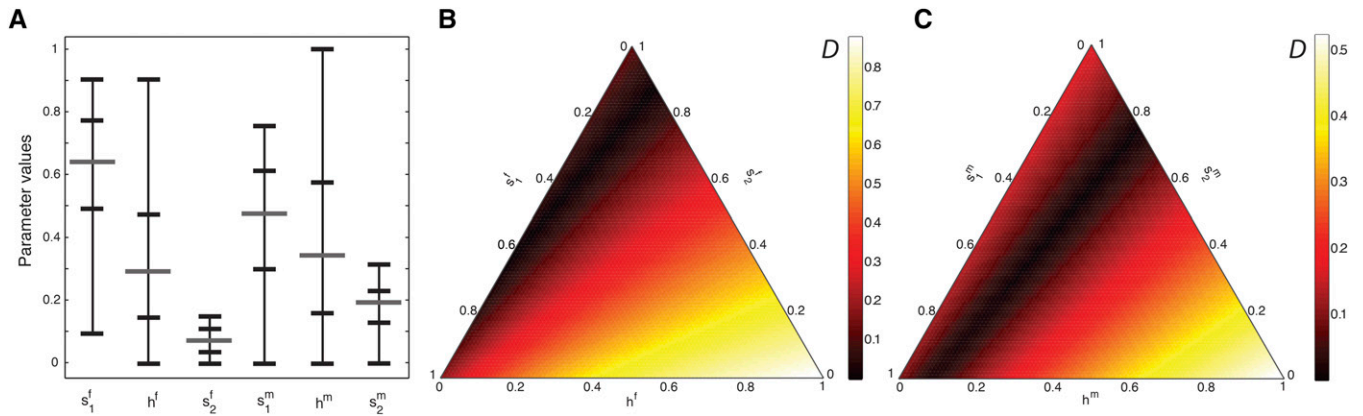 A
B
C
Parameter values
1
0.8
0.6
0.4
0.2
0
s₁ᶠ
hᶠ
s₂ᶠ
s₁ᵐ
hᵐ
s₂ᵐ
0 1
0.2 0.8
0.4 0.6
s₁ᶠ s₂ᶠ
0.6 0.4
0.8 0.2
1 0
0 0.2 0.4 0.6 0.8 1
hᶠ
D
0.8
0.7
0.6
0.5
0.4
0.3
0.2
0.1
0 1
0.2 0.8
0.4 0.6
s₁ᵐ s₂ᵐ
0.6 0.4
0.8 0.2
1 0
0 0.2 0.4 0.6 0.8 1
hᵐ
D
0.5
0.4
0.3
0.2
0.1